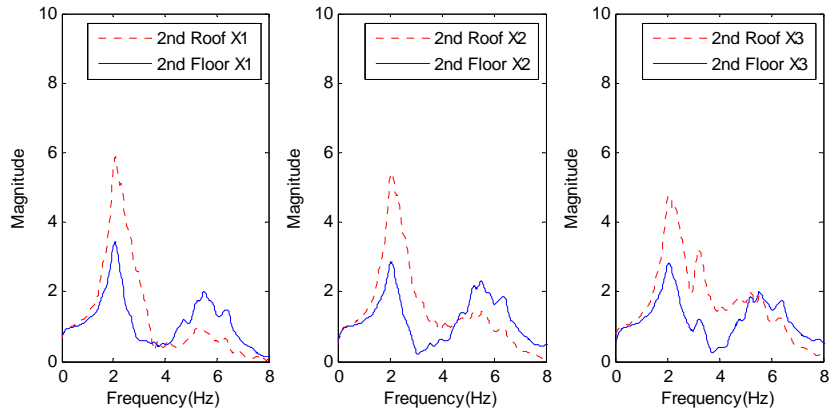 10
8
6
4
2
0
0 2 4 6 8
Magnitude
Frequency(Hz)
2nd Roof X1
2nd Floor X1
10
8
6
4
2
0
0 2 4 6 8
Magnitude
Frequency(Hz)
2nd Roof X2
2nd Floor X2
10
8
6
4
2
0
0 2 4 6 8
Magnitude
Frequency(Hz)
2nd Roof X3
2nd Floor X3